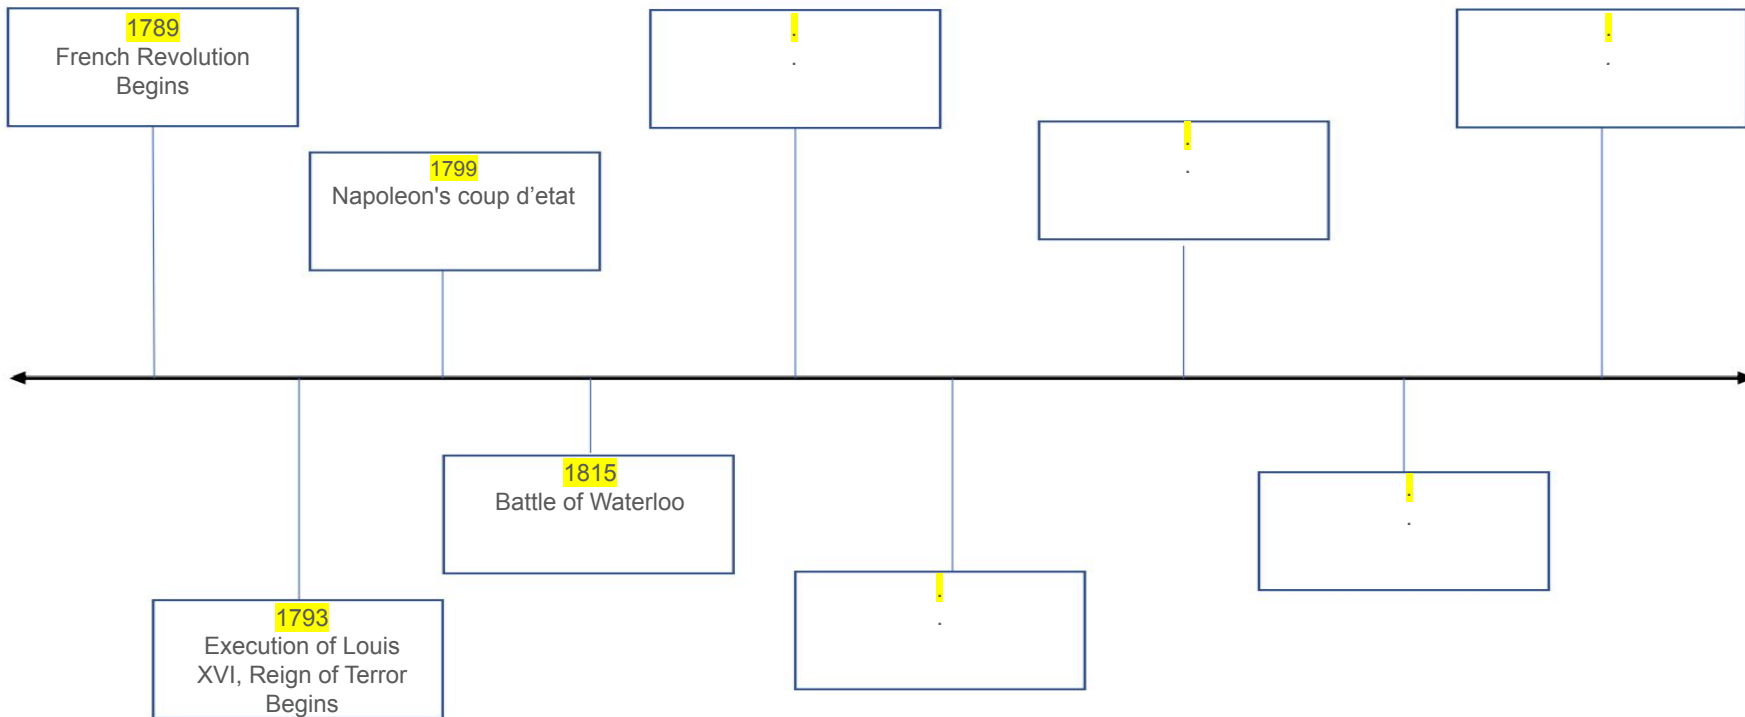 1789
French Revolution
Begins
1799
Napoleon's coup d’etat
.
.
.
.
.
.
1793
Execution of Louis
XVI, Reign of Terror
Begins
1815
Battle of Waterloo
.
.
.
.